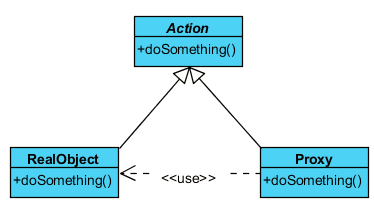 Action
+doSomething()
RealObject
+doSomething()
<<use>>
Proxy
+doSomething()